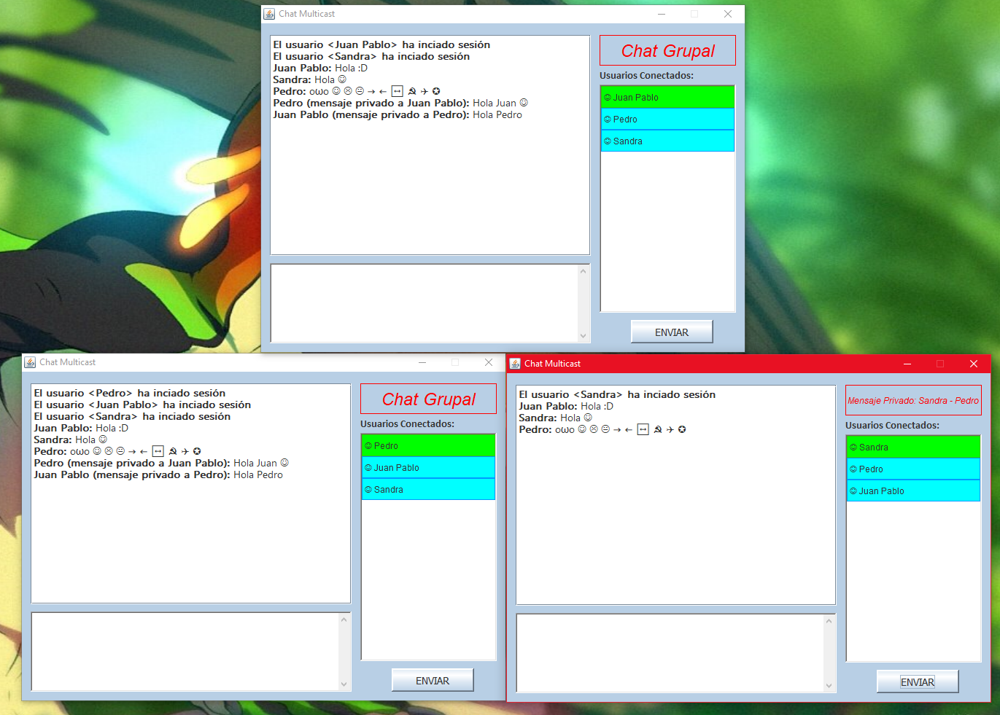 Chat Multicast
El usuario <Juan Pablo> ha inciado sesión
El usuario <Sandra> ha inciado sesión
Juan Pablo: Hola :D
Sandra: Hola ☺
Pedro: oωo ☺ ☹ 😐 → ← ↔ ☭ ✈ ✪
Pedro (mensaje privado a Juan Pablo): Hola Juan ☺
Juan Pablo (mensaje privado a Pedro): Hola Pedro
Chat Grupal
Usuarios Conectados:
☺ Juan Pablo
☺ Pedro
☺ Sandra
ENVIAR
Chat Multicast
El usuario <Pedro> ha inciado sesión
El usuario <Juan Pablo> ha inciado sesión
El usuario <Sandra> ha inciado sesión
Juan Pablo: Hola :D
Sandra: Hola ☺
Pedro: oωo ☺ ☹ 😐 → ← ↔ ☭ ✈ ✪
Pedro (mensaje privado a Juan Pablo): Hola Juan ☺
Juan Pablo (mensaje privado a Pedro): Hola Pedro
Chat Grupal
Usuarios Conectados:
☺ Pedro
☺ Juan Pablo
☺ Sandra
ENVIAR
Chat Multicast
El usuario <Sandra> ha inciado sesión
Juan Pablo: Hola :D
Sandra: Hola ☺
Pedro: oωo ☺ ☹ 😐 → ← ↔ ☭ ✈ ✪
Mensaje Privado: Sandra - Pedro
Usuarios Conectados:
☺ Sandra
☺ Pedro
☺ Juan Pablo
ENVIAR